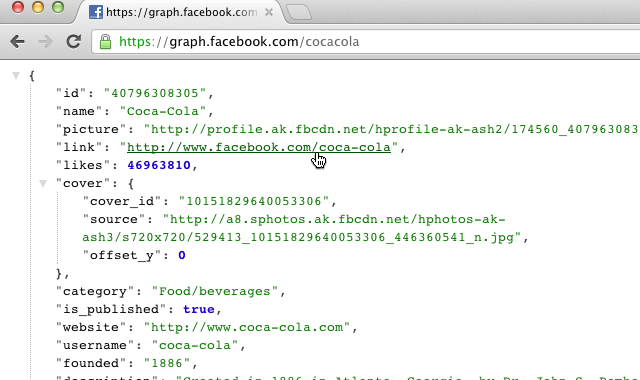 https://graph.facebook.com/
https://graph.facebook.com/cocacola
{
"id": "40796308305",
"name": "Coca-Cola",
"picture": "http://profile.ak.fbcdn.net/hprofile-ak-ash2/174560_407963083
"link": "http://www.facebook.com/coca-cola",
"likes": 46963810,
"cover": {
"cover_id": "10151829640053306",
"source": "http://a8.sphotos.ak.fbcdn.net/hphotos-ak-
ash3/s720x720/529413_10151829640053306_446360541_n.jpg",
"offset_y": 0
},
"category": "Food/beverages",
"is_published": true,
"website": "http://www.coca-cola.com",
"username": "coca-cola",
"founded": "1886",